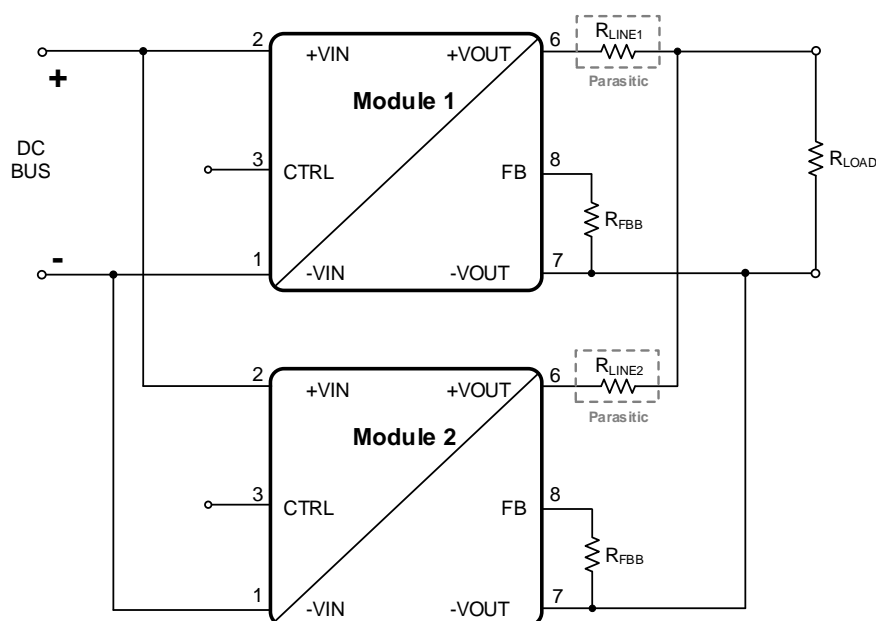 2
+VIN
+VOUT
6
RLINE1
Parasitic
+
Module 1
DC
BUS
3
CTRL
FB
8
RFBB
RLOAD
-
1
-VIN
-VOUT
7
2
+VIN
+VOUT
6
RLINE2
Parasitic
Module 2
3
CTRL
FB
8
RFBB
1
-VIN
-VOUT
7